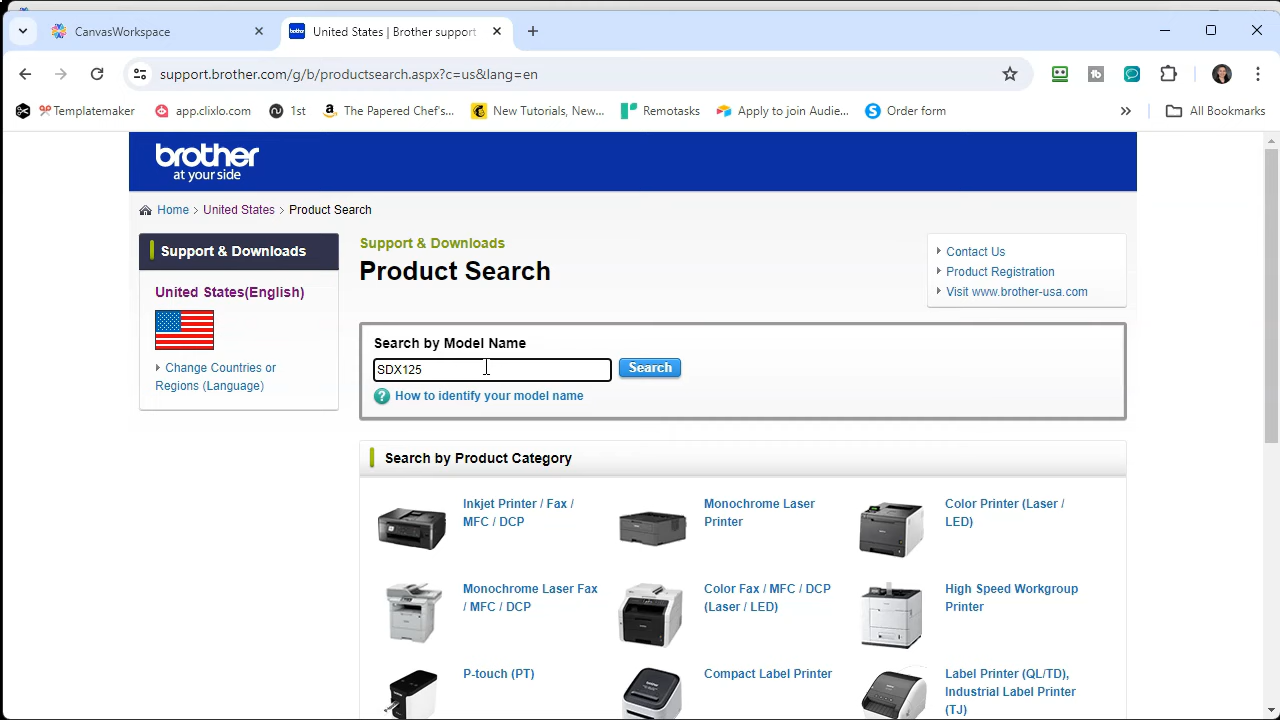 CanvasWorkspace
United States | Brother support
support.brother.com/g/b/productsearch.aspx?c=us&lang=en
Templatemaker
app.clixlo.com
1st
The Papered Chef's...
New Tutorials, New...
Remotasks
Apply to join Audie...
Order form
» All Bookmarks
brother
at your side
Home > United States > Product Search
Support & Downloads
United States(English)
Change Countries or
Regions (Language)
Support & Downloads
Product Search
Contact Us
Product Registration
Visit www.brother-usa.com
Search by Model Name
SDX125
Search
? How to identify your model name
Search by Product Category
Inkjet Printer / Fax /
MFC / DCP
Monochrome Laser
Printer
Color Printer (Laser /
LED)
Monochrome Laser Fax
/ MFC / DCP
Color Fax / MFC / DCP
(Laser / LED)
High Speed Workgroup
Printer
P-touch (PT)
Compact Label Printer
Label Printer (QL/TD),
Industrial Label Printer
(TJ)